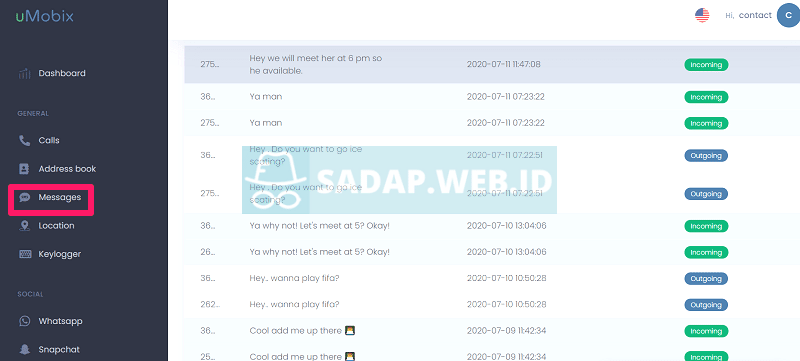 uMobix
Hi, contact C
Dashboard
GENERAL
Calls
Address book
Messages
Location
Keylogger
SOCIAL
Whatsapp
Snapchat
275... Hey we will meet her at 6 pm so 2020-07-11 11:47:08 Incoming
he available.
36... Ya man 2020-07-11 07:23:22 Incoming
275... Ya man 2020-07-11 07:23:22 Incoming
36... Hey . Do you want to go ice 2020-07-11 07:22:51 Outgoing
seating?
275... Hey . Do you want to go ice 2020-07-11 07:22:51 Outgoing
seating?
SADAP.WEB.ID
36... Ya why not! Let's meet at 5? Okay! 2020-07-10 13:04:06 Incoming
26... Ya why not! Let's meet at 5? Okay! 2020-07-10 13:04:06 Incoming
36... Hey.. wanna play fifa? 2020-07-10 10:50:28 Outgoing
262... Hey.. wanna play fifa? 2020-07-10 10:50:28 Outgoing
36... Cool add me up there 2020-07-09 11:42:34 Incoming
25... Cool add me up there 2020-07-09 11:42:34 Incoming